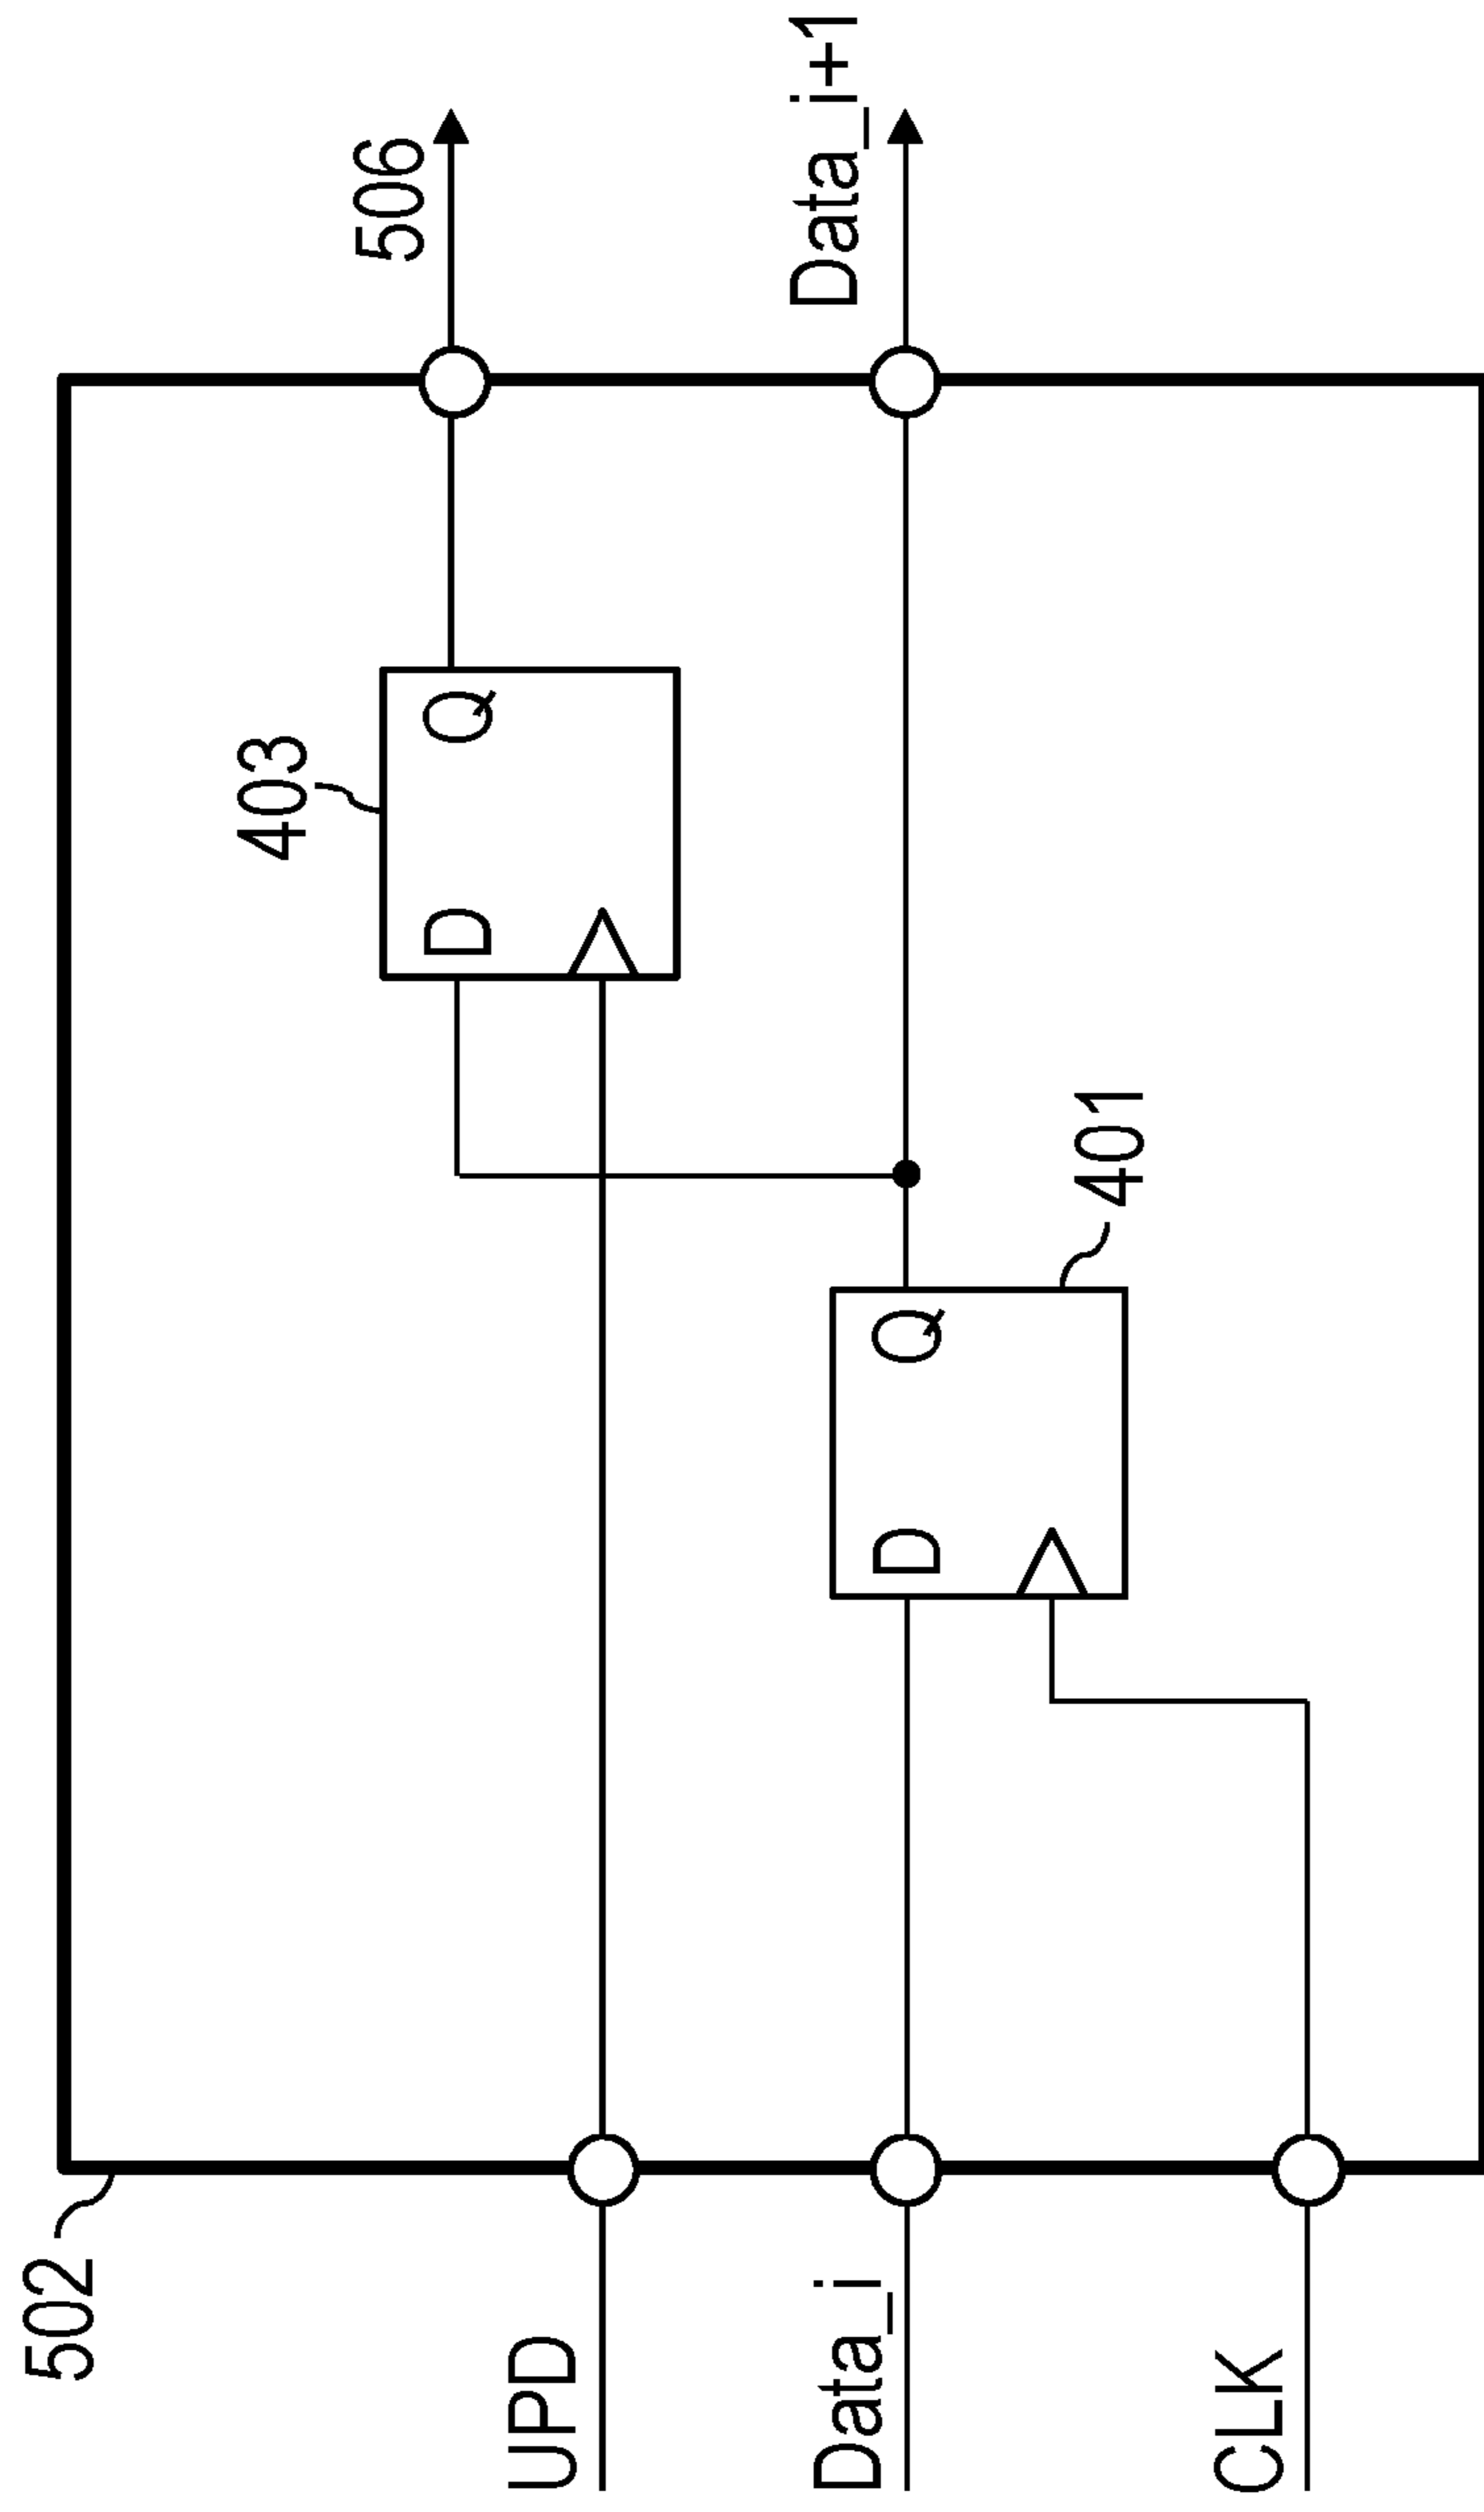 502
403
D
Q
506
UPD
Data_i
D
Q
Data_i+1
401
CLK